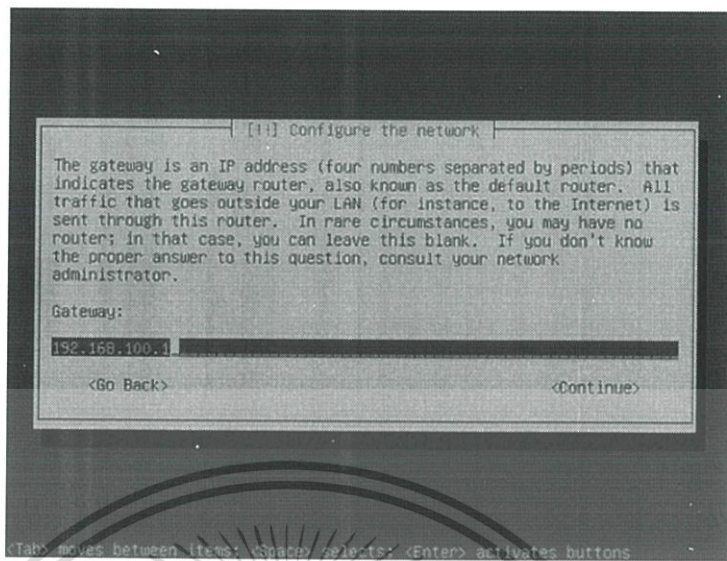 [!!] Configure the network
The gateway is an IP address (four numbers separated by periods) that
indicates the gateway router, also known as the default router.  All
traffic that goes outside your LAN (for instance, to the Internet) is
sent through this router.  In rare circumstances, you may have no
router; in that case, you can leave this blank.  If you don't know
the proper answer to this question, consult your network
administrator.
Gateway:
192.168.100.1
<Go Back> <Continue>
<Tab> moves between items; <Space> selects; <Enter> activates buttons